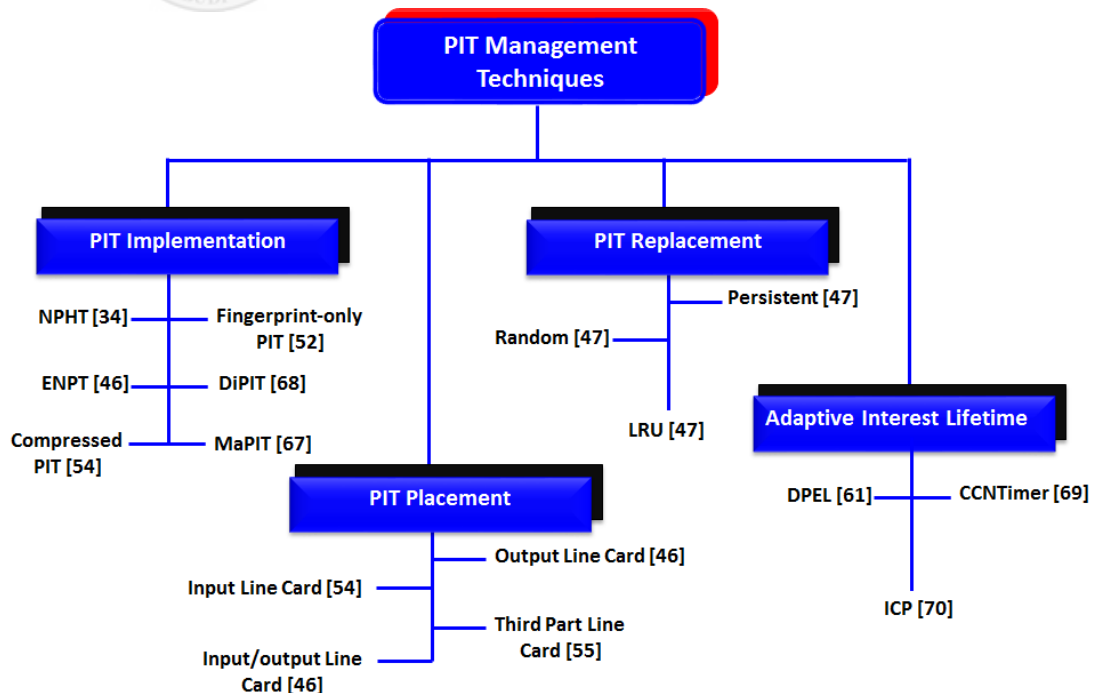 PIT Management
Techniques
PIT Implementation
NPHT [34]
Fingerprint-only
PIT [52]
ENPT [46]
DiPIT [68]
Compressed
PIT [54]
MaPIT [67]
PIT Placement
Output Line Card [46]
Input Line Card [54]
Third Part Line
Card [55]
Input/output Line
Card [46]
PIT Replacement
Persistent [47]
Random [47]
LRU [47]
Adaptive Interest Lifetime
DPEL [61]
CCNTimer [69]
ICP [70]